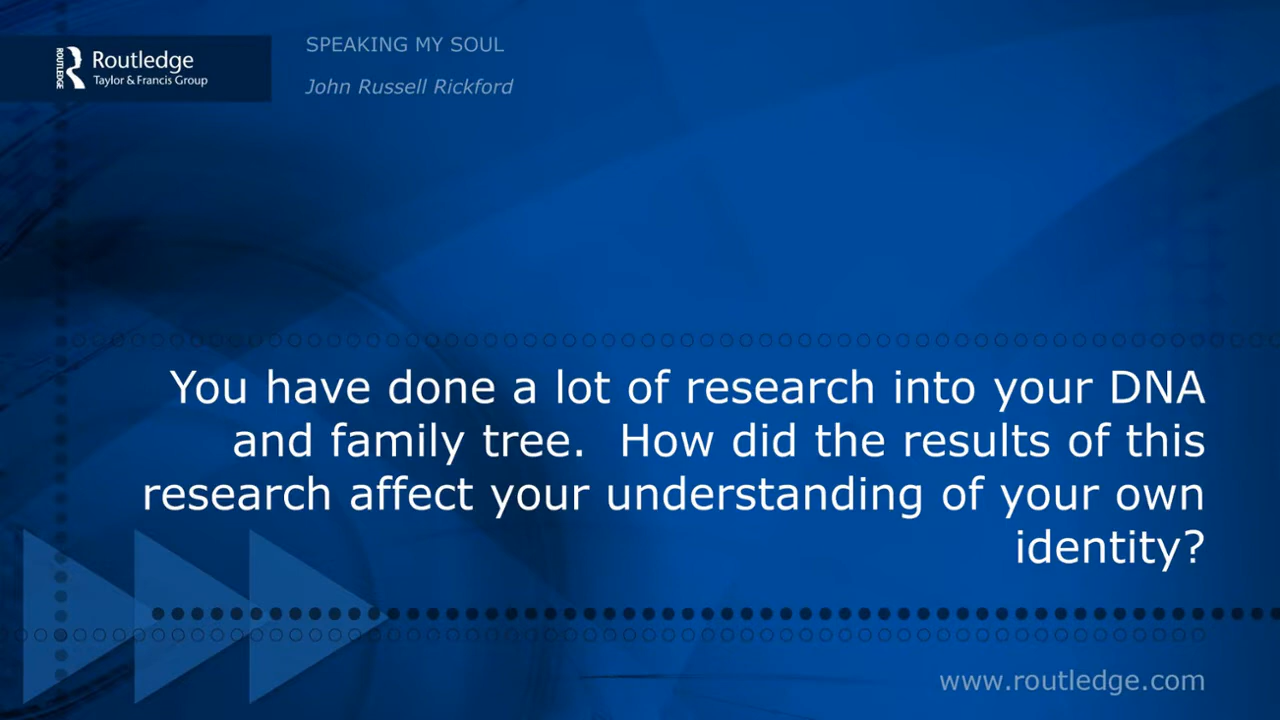 ROUTLEDGE
Routledge
Taylor & Francis Group
SPEAKING MY SOUL
John Russell Rickford
You have done a lot of research into your DNA
and family tree.  How did the results of this
research affect your understanding of your own
identity?
www.routledge.com